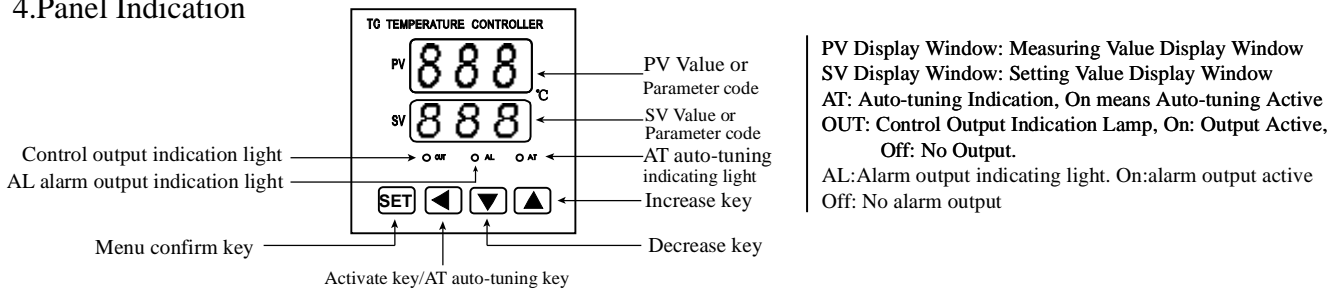 4.Panel Indication
TC TEMPERATURE CONTROLLER
PV 888
℃
SV 888
OUT AL AT
SET
PV Value or
Parameter code
SV Value or
Parameter code
AT auto-tuning
indicating light
Increase key
Decrease key
Control output indication light
AL alarm output indication light
Menu confirm key
Activate key/AT auto-tuning key
PV Display Window: Measuring Value Display Window
SV Display Window: Setting Value Display Window
AT: Auto-tuning Indication, On means Auto-tuning Active
OUT: Control Output Indication Lamp, On: Output Active,
Off: No Output.
AL:Alarm output indicating light. On:alarm output active
Off: No alarm output